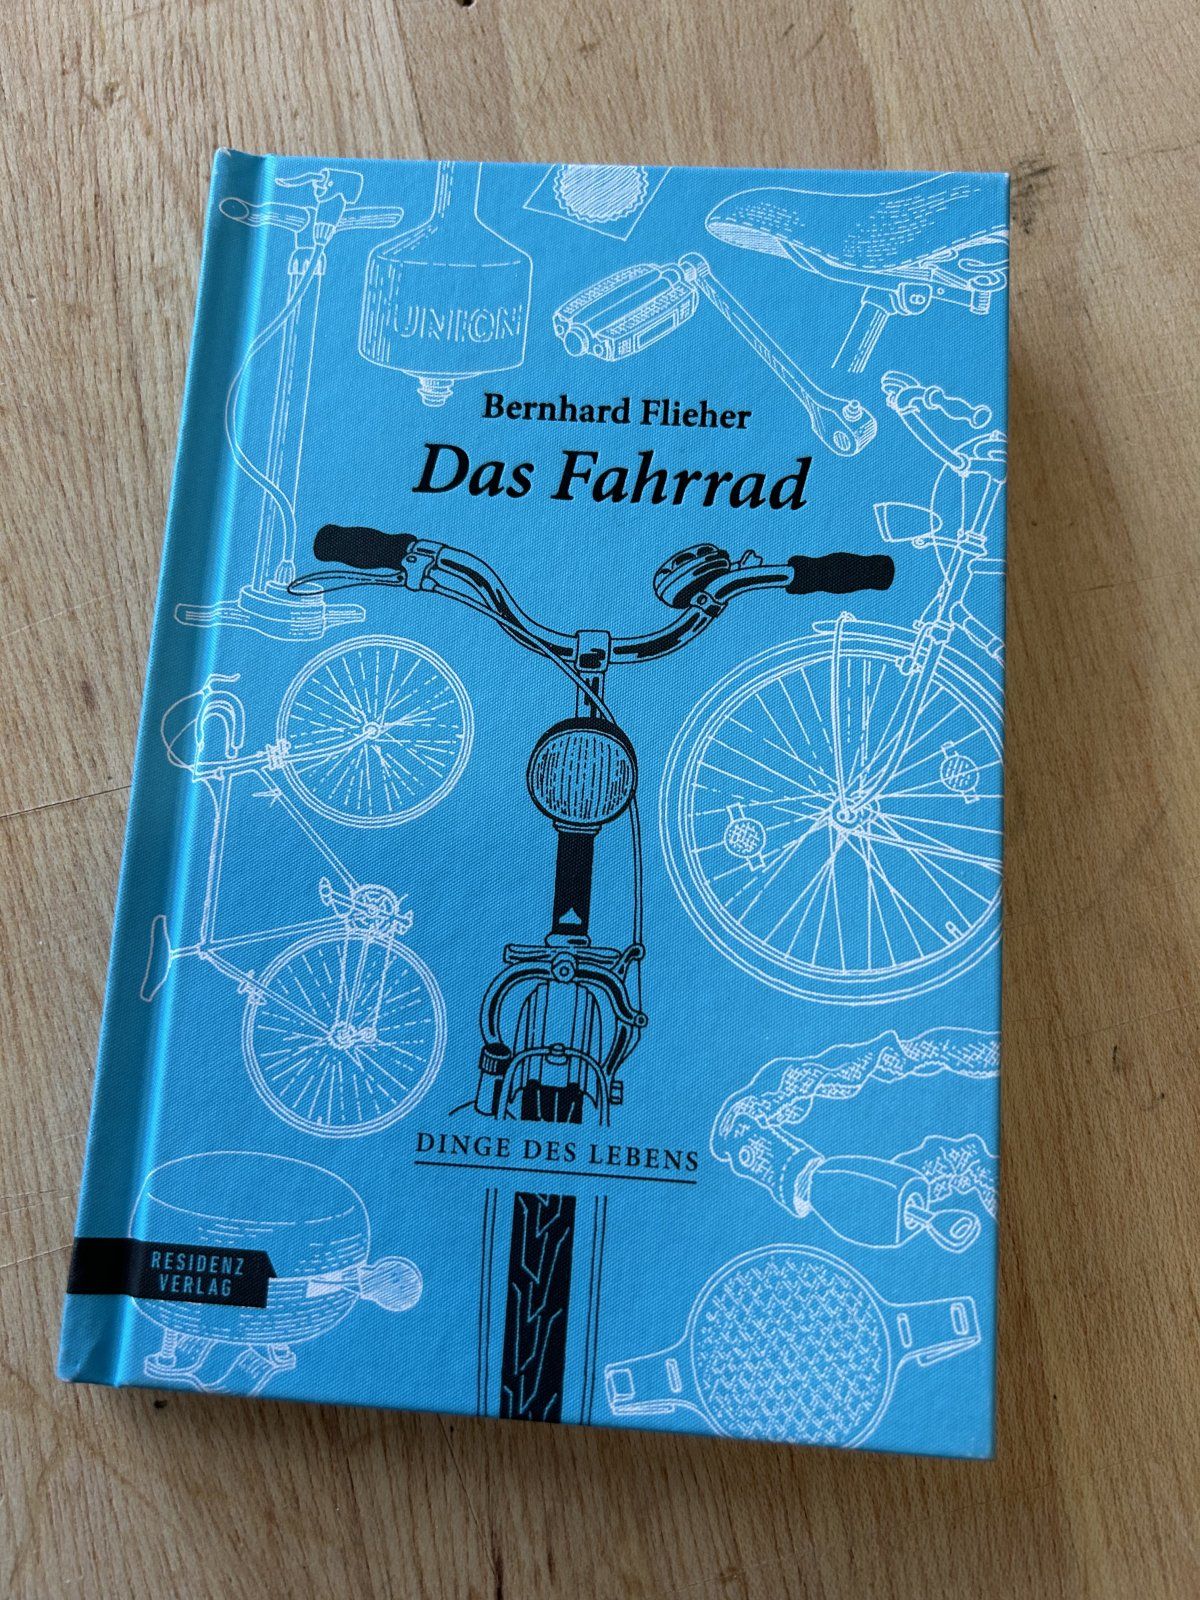 UNION
Bernhard Flieher
Das Fahrrad
DINGE DES LEBENS
RESIDENZ
VERLAG